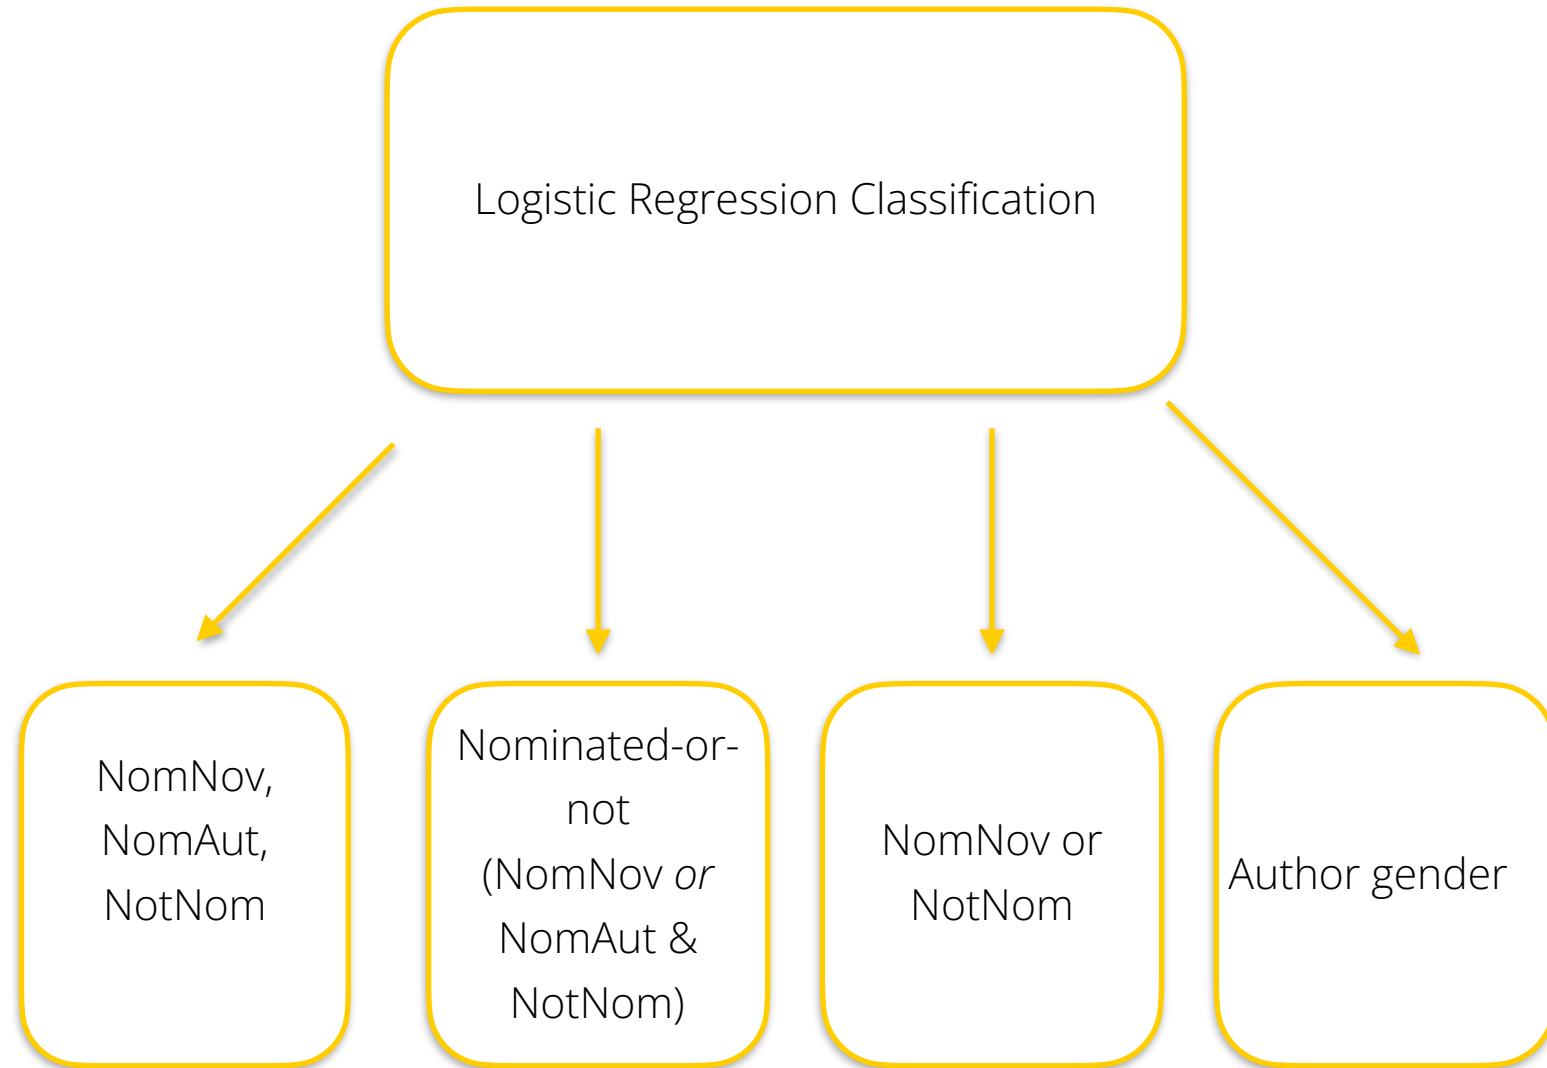 Logistic Regression Classification
NomNov,
NomAut,
NotNom
Nominated-or-
not
(NomNov or
NomAut &
NotNom)
NomNov or
NotNom
Author gender